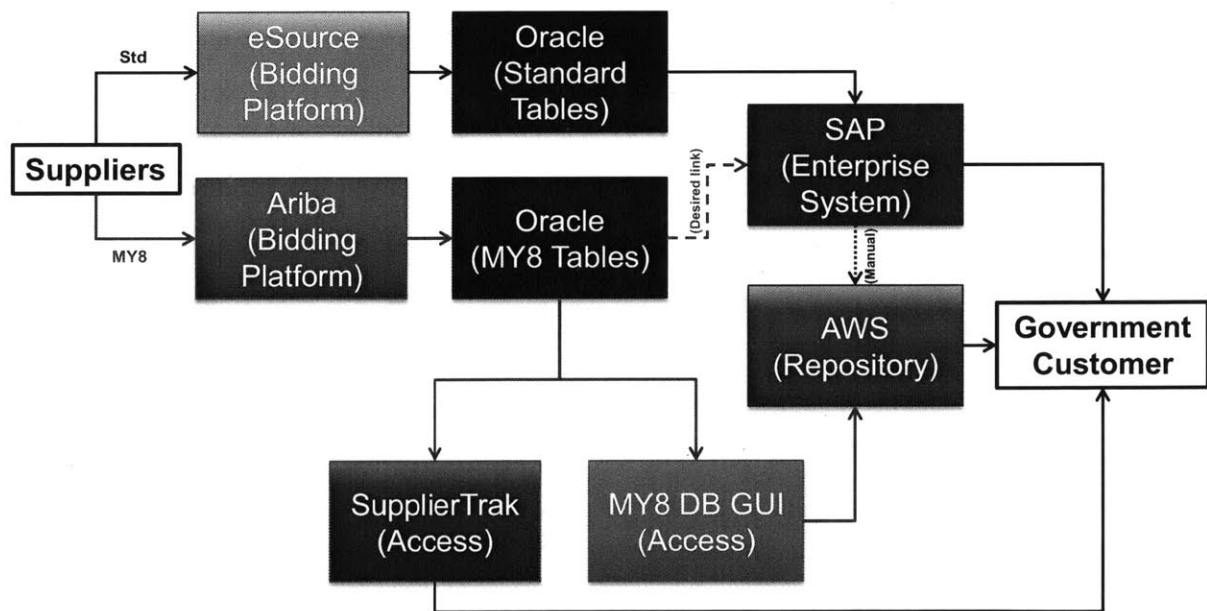 Std
eSource
(Bidding
Platform)
Oracle
(Standard
Tables)
Suppliers
MY8
Ariba
(Bidding
Platform)
Oracle
(MY8 Tables)
(Desired link)
SAP
(Enterprise
System)
(Manual)
AWS
(Repository)
Government
Customer
SupplierTrak
(Access)
MY8 DB GUI
(Access)